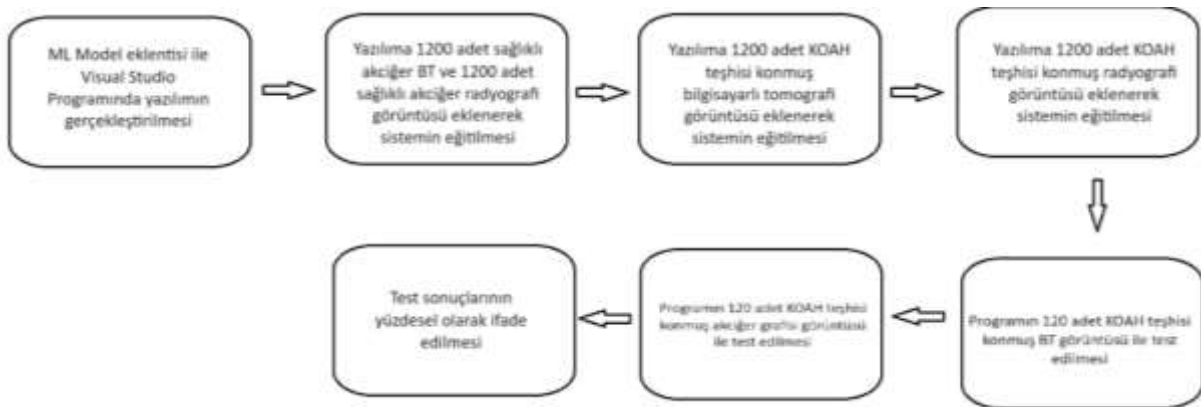 ML Model eklentisi ile
Visual Studio
Programında yazılımın
gerçekleştirilmesi
Yazılıma 1200 adet sağlıklı
akciğer BT ve 1200 adet
sağlıklı akciğer radyografi
görüntüsü eklenerek
sistemin eğitilmesi
Yazılıma 1200 adet KOAH
teşhisi konmuş
bilgisayarlı tomografi
görüntüsü eklenerek
sistemin eğitilmesi
Yazılıma 1200 adet KOAH
teşhisi konmuş radyografi
görüntüsü eklenerek
sistemin eğitilmesi
Programın 120 adet KOAH teşhisi
konmuş BT görüntüsü ile test
edilmesi
Programın 120 adet KOAH teşhisi
konmuş akciğer grafisi görüntüsü
ile test edilmesi
Test sonuçlarının
yüzdesel olarak ifade
edilmesi